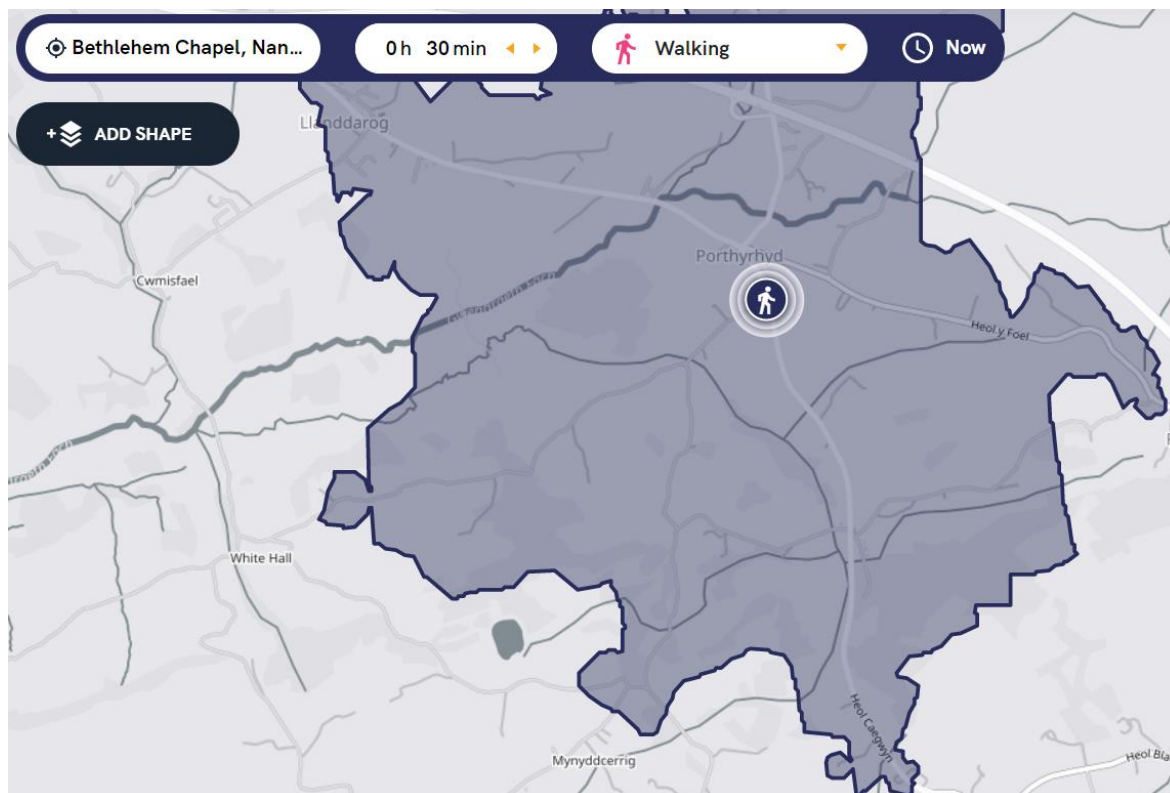 Bethlehem Chapel, Nan...
0 h 30 min
Walking
Now
+ ADD SHAPE
Llanddarog
Porthyrhyd
Cwmisfael
Heol y Foel
White Hall
Heol Caegwyn
Mynyddcerrig
Heol Bla